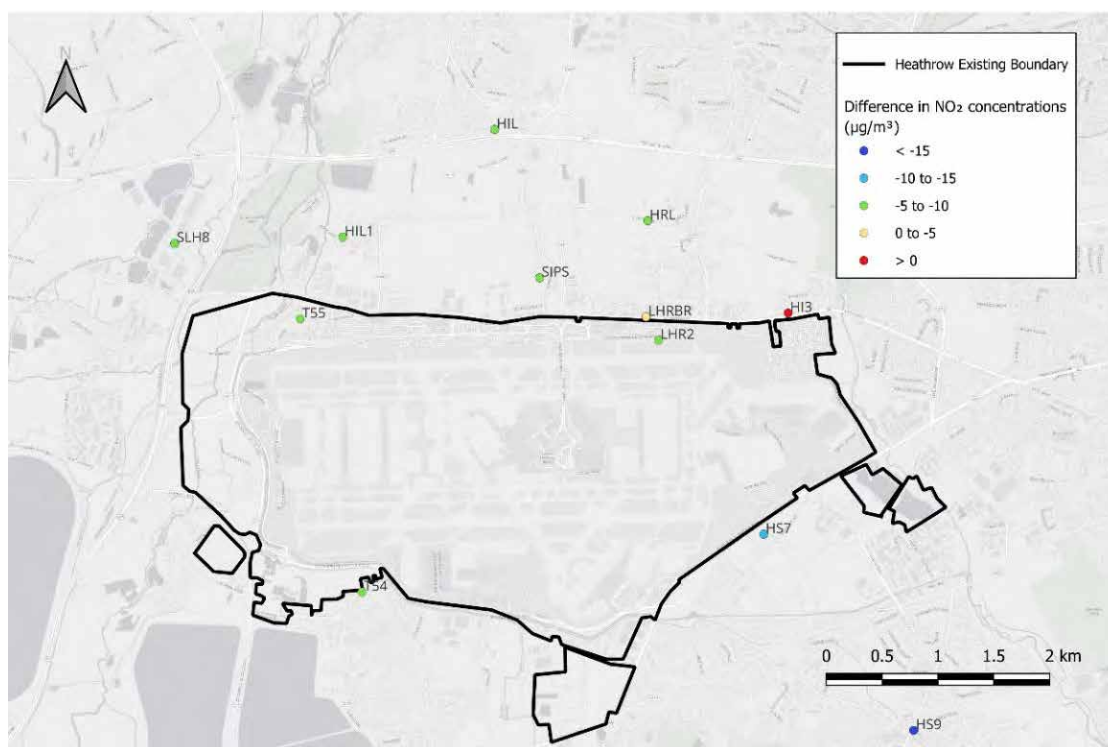 N
Heathrow Existing Boundary
Difference in NO₂ concentrations
(μg/m³)
< -15
-10 to -15
-5 to -10
0 to -5
> 0
HIL
HRL
HIL1
SLH8
SIPS
T55
LHRBR
HI3
LHR2
HS7
T54
0 0.5 1 1.5 2 km
HS9